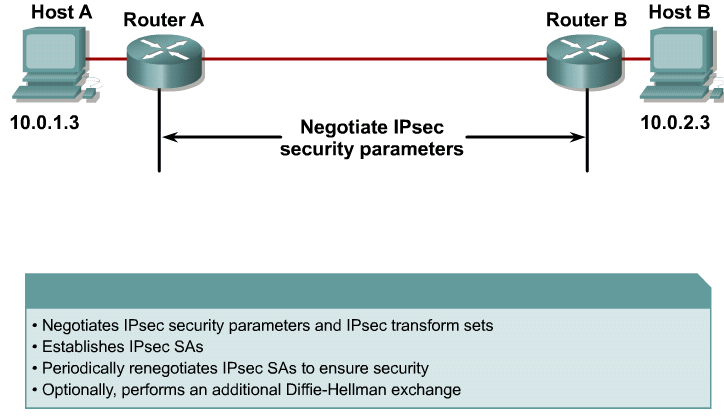 Host A
Router A
Router B
Host B
10.0.1.3
10.0.2.3
Negotiate IPsec
security parameters
• Negotiates IPsec security parameters and IPsec transform sets
• Establishes IPsec SAs
• Periodically renegotiates IPsec SAs to ensure security
• Optionally, performs an additional Diffie-Hellman exchange